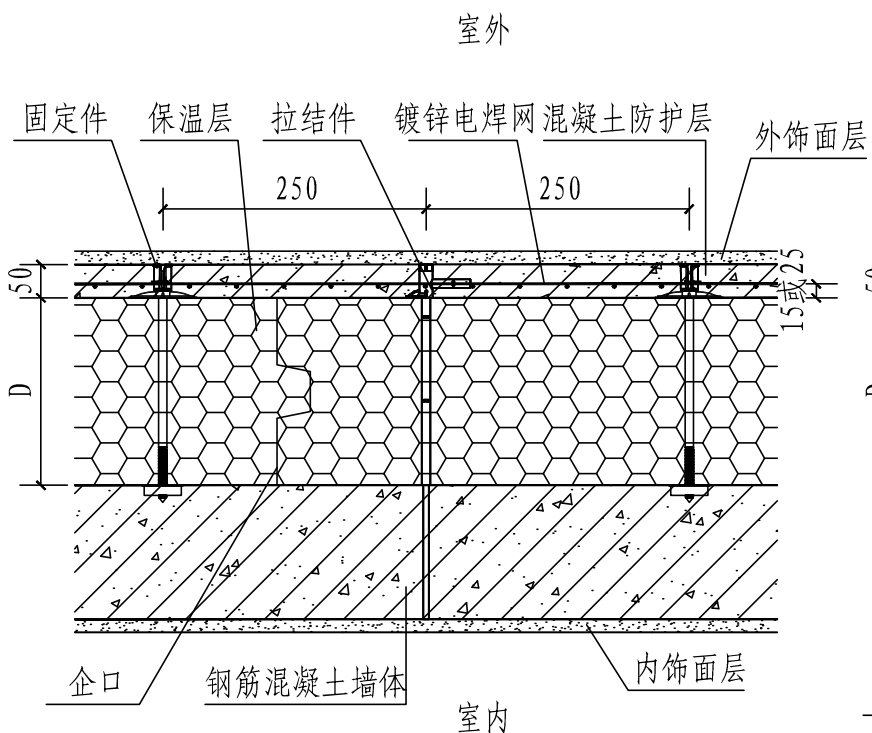 室外
固定件 保温层 拉结件 镀锌电焊网 混凝土防护层
外饰面层
250 250
50
15或25
50
D
D
企口 钢筋混凝土墙体 内饰面层
室内